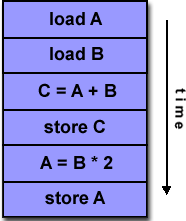 load A
load B
C = A + B
store C
A = B * 2
store A
time